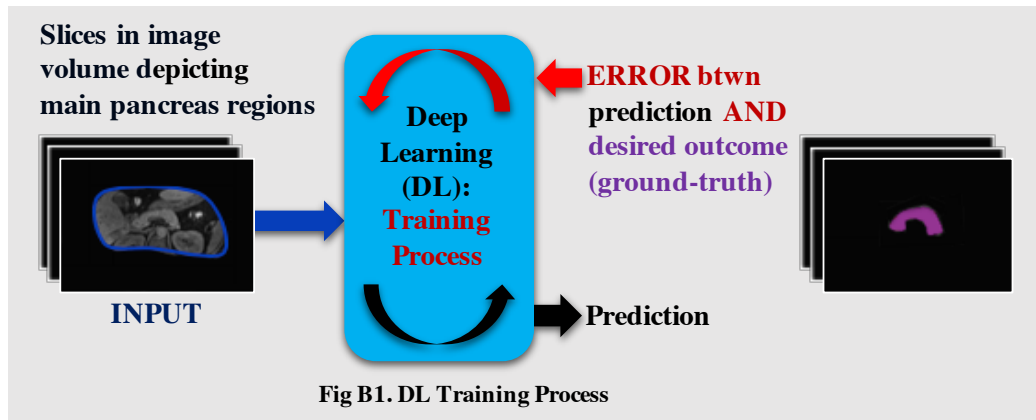 Slices in image
volume depicting
main pancreas regions
INPUT
Deep
Learning
(DL):
Training
Process
ERROR btwn
prediction AND
desired outcome
(ground-truth)
Prediction
Fig B1. DL Training Process